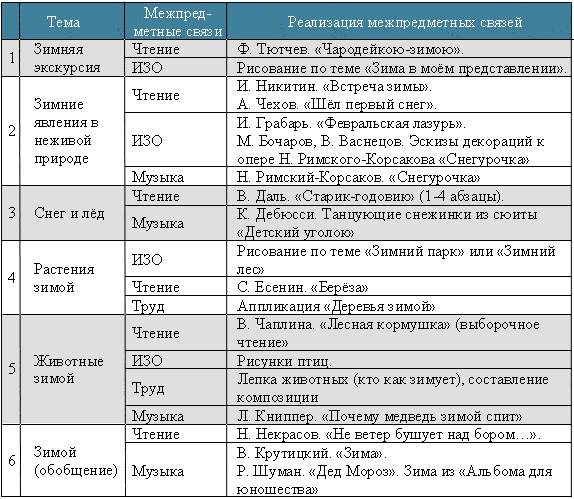 Тема
Межпред-
метные связи
Реализация межпредметных связей
1
Зимняя
экскурсия
Чтение
Ф. Тютчев. «Чародейкою-зимою».
ИЗО
Рисование по теме «Зима в моём представлении».
2
Зимние
явления в
неживой
природе
Чтение
И. Никитин. «Встреча зимы».
А. Чехов. «Шёл первый снег».
ИЗО
И. Грабарь. «Февральская лазурь».
М. Бочаров, В. Васнецов. Эскизы декораций к
опере Н. Римского-Корсакова «Снегурочка»
Музыка
Н. Римский-Корсаков. «Снегурочка»
3
Снег и лёд
Чтение
В. Даль. «Старик-годовию» (1-4 абзацы).
Музыка
К. Дебюсси. Танцующие снежинки из сюиты
«Детский уголою»
4
Растения
зимой
ИЗО
Рисование по теме «Зимний парк» или «Зимний
лес»
Чтение
С. Есенин. «Берёза»
Труд
Аппликация «Деревья зимой»
5
Животные
зимой
Чтение
В. Чаплина. «Лесная кормушка» (выборочное
чтение»
ИЗО
Рисунки птиц.
Труд
Лепка животных (кто как зимует), составление
композиции
Музыка
Л. Книппер. «Почему медведь зимой спит»
6
Зимой
(обобщение)
Чтение
Н. Некрасов. «Не ветер бушует над бором…».
Музыка
В. Крутицкий. «Зима».
Р. Шуман. «Дед Мороз». Зима из «Альбома для
юношества»